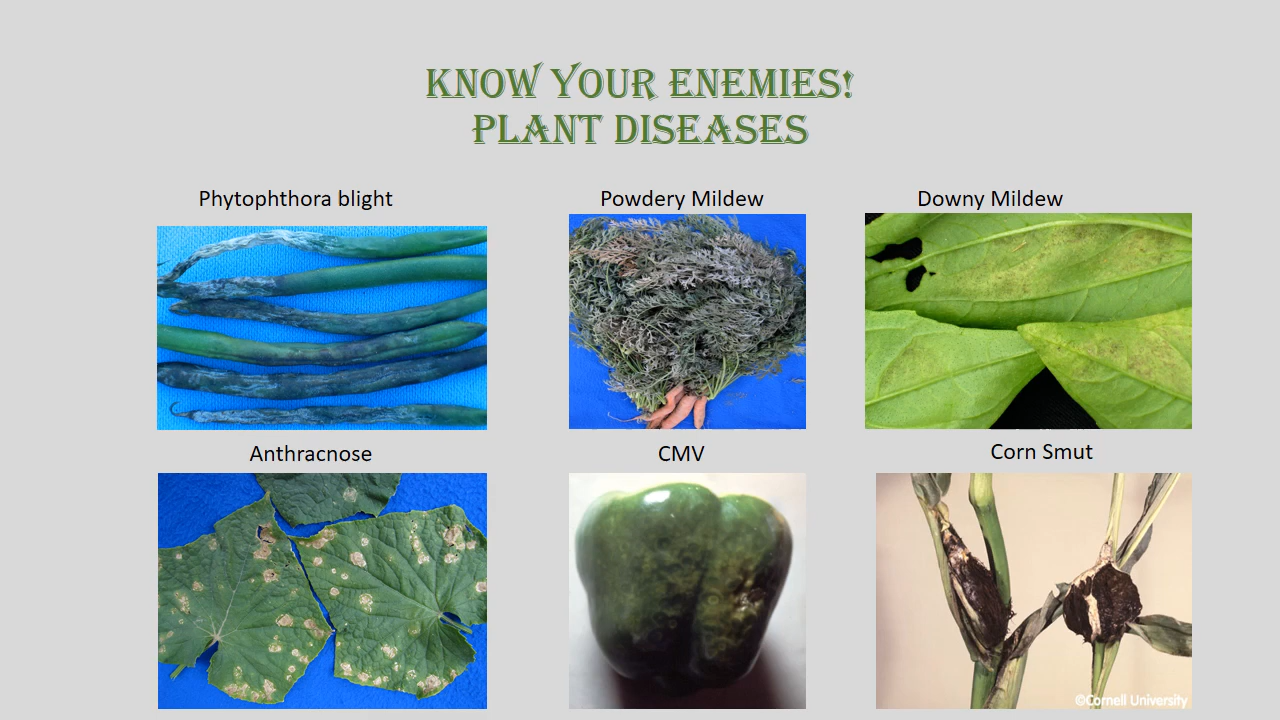 KNOW YOUR ENEMIES!
PLANT DISEASES
Phytophthora blight
Powdery Mildew
Downy Mildew
Anthracnose
CMV
Corn Smut
©Cornell University